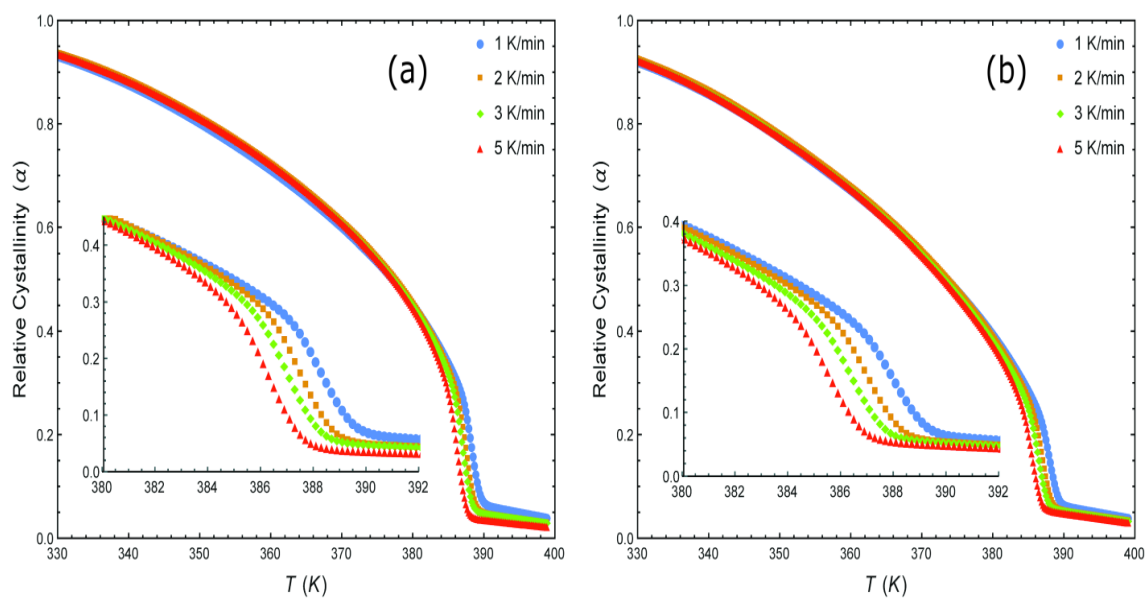 1.0
0.8
0.6
0.4
0.2
0.0
Relative Cystallinity (α)
330 340 350 360 370 380 390 400
T (K)
(a)
1 K/min
2 K/min
3 K/min
5 K/min
0.4
0.3
0.2
0.1
0.0
380 382 384 386 388 390 392
1.0
0.8
0.6
0.4
0.2
0.0
Relative Cystallinity (α)
330 340 350 360 370 380 390 400
T (K)
(b)
1 K/min
2 K/min
3 K/min
5 K/min
0.4
0.3
0.2
0.1
0.0
380 382 384 386 388 390 392